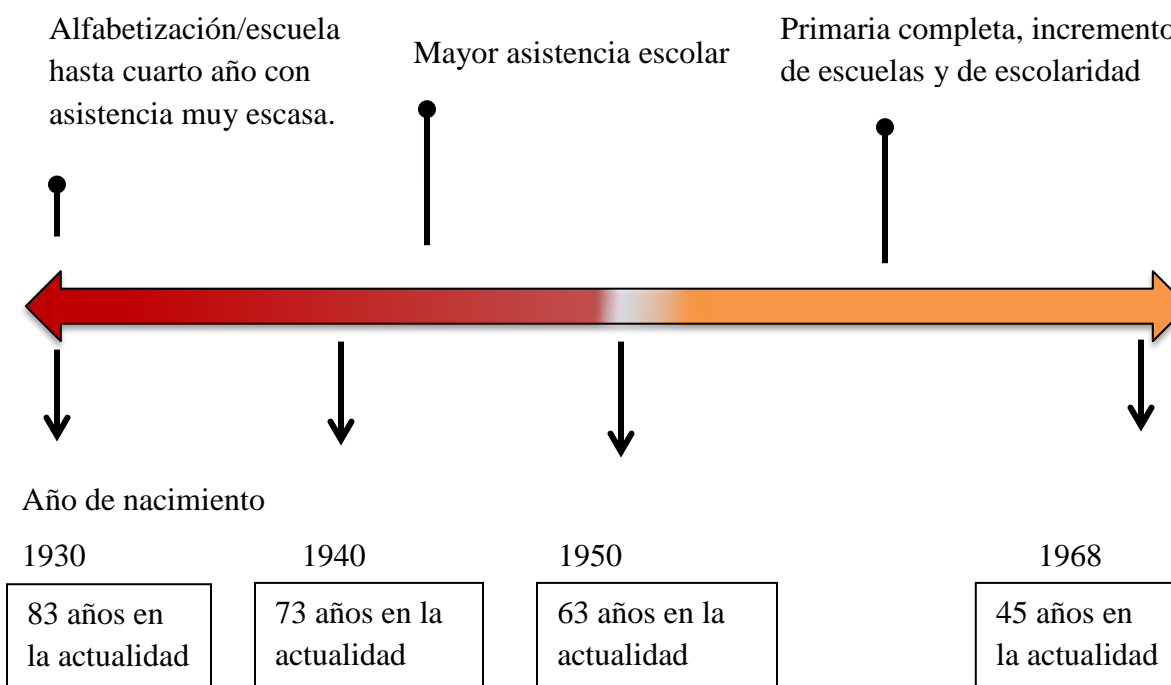 Alfabetización/escuela
hasta cuarto año con
asistencia muy escasa.
Mayor asistencia escolar
Primaria completa, incremento
de escuelas y de escolaridad
Año de nacimiento
1930
1940
1950
1968
83 años en
la actualidad
73 años en la
actualidad
63 años en la
actualidad
45 años en
la actualidad